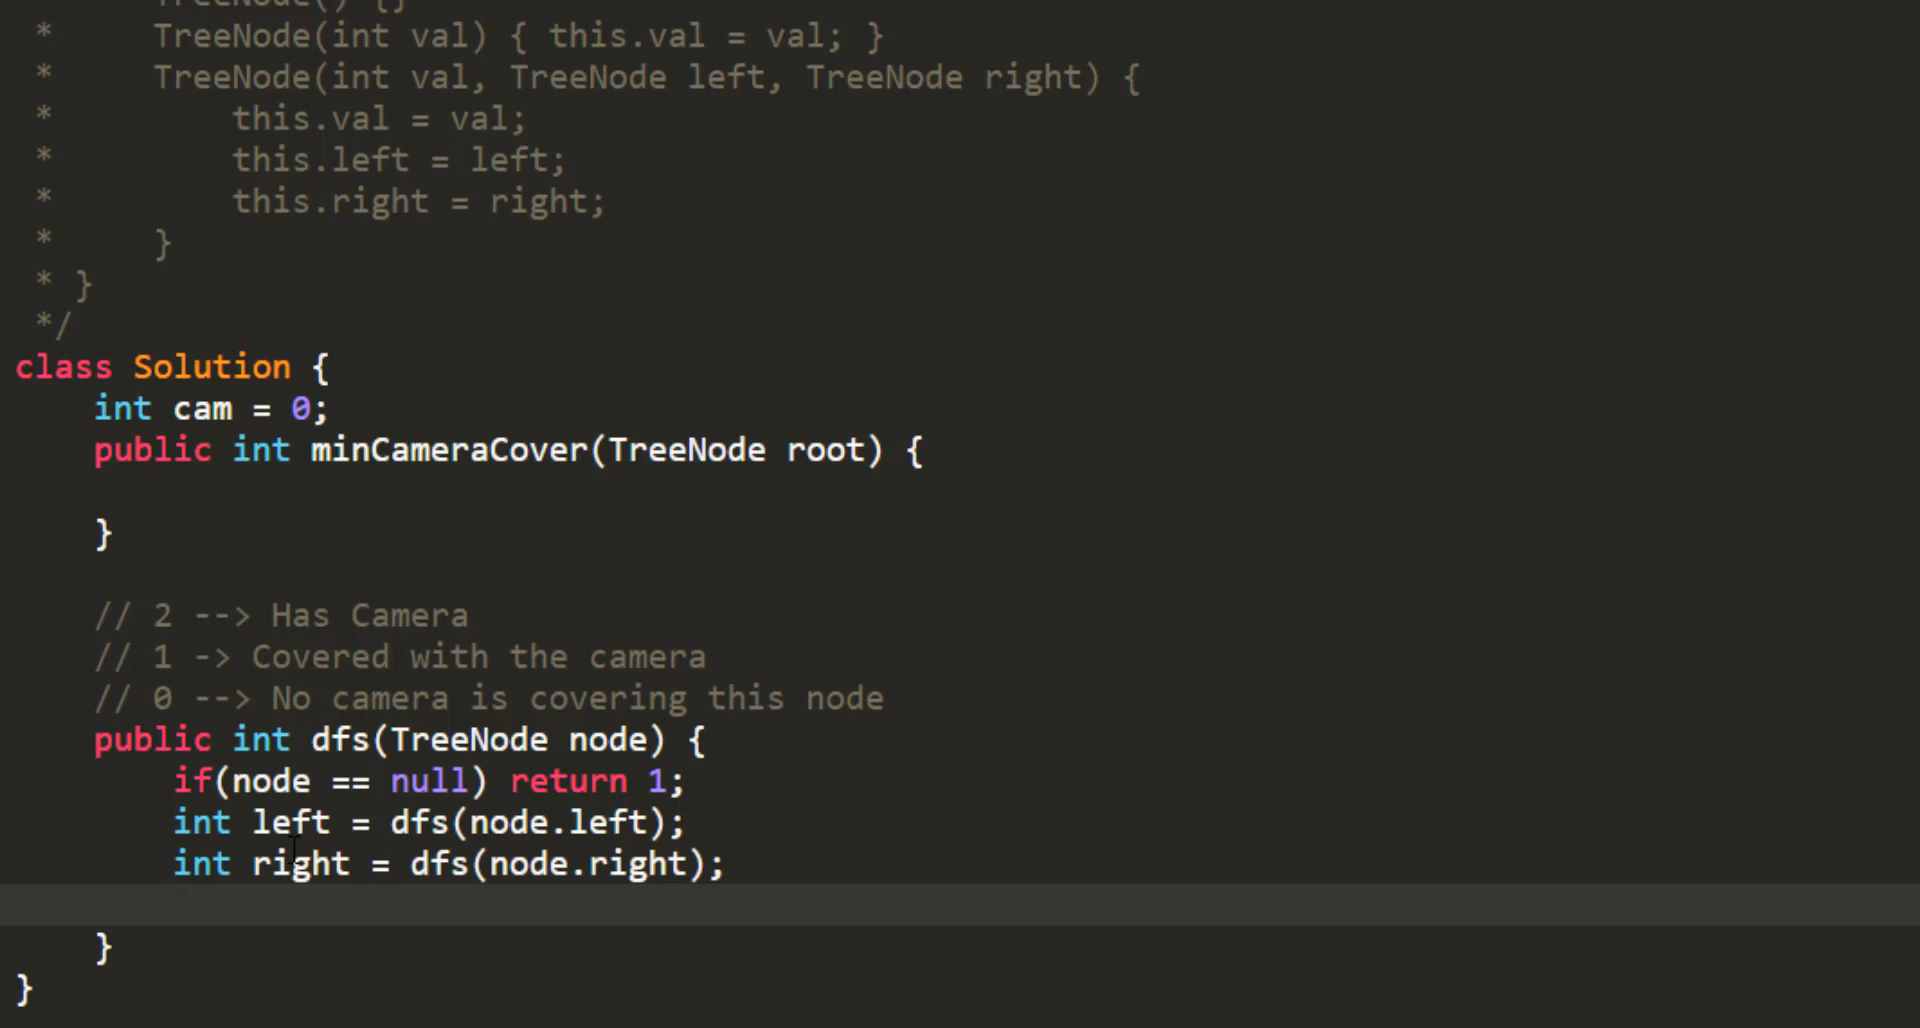 TreeNode() {}
*     TreeNode(int val) { this.val = val; }
*     TreeNode(int val, TreeNode left, TreeNode right) {
*         this.val = val;
*         this.left = left;
*         this.right = right;
*     }
* }
*/
class Solution {
    int cam = 0;
    public int minCameraCover(TreeNode root) {
    }
    // 2 --> Has Camera
    // 1 -> Covered with the camera
    // 0 --> No camera is covering this node
    public int dfs(TreeNode node) {
        if(node == null) return 1;
        int left = dfs(node.left);
        int right = dfs(node.right);
    }
}